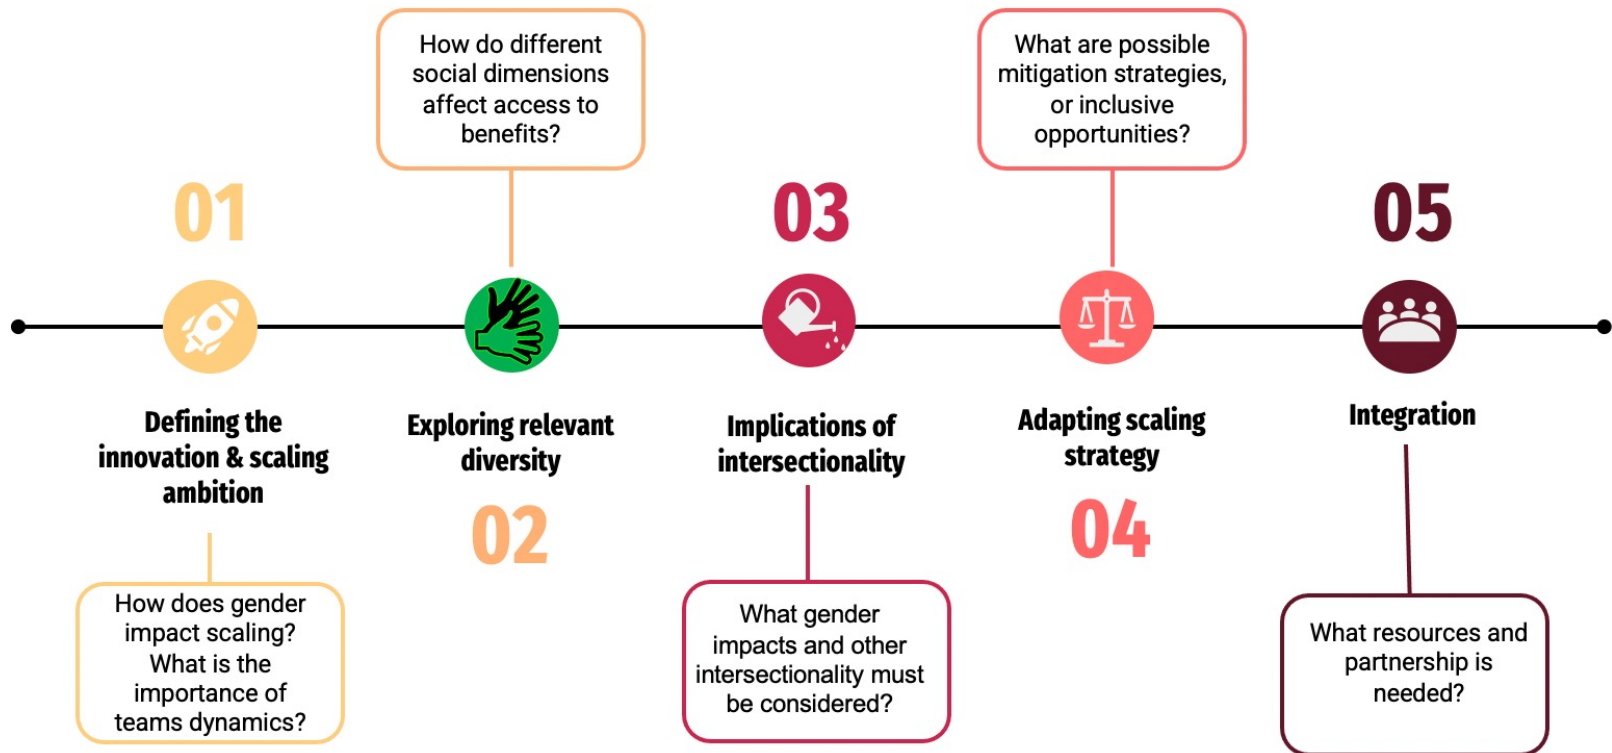 01
Defining the
innovation & scaling
ambition
How does gender
impact scaling?
What is the
importance of
teams dynamics?
How do different
social dimensions
affect access to
benefits?
Exploring relevant
diversity
02
03
Implications of
intersectionality
What gender
impacts and other
intersectionality must
be considered?
What are possible
mitigation strategies,
or inclusive
opportunities?
Adapting scaling
strategy
04
05
Integration
What resources and
partnership is
needed?